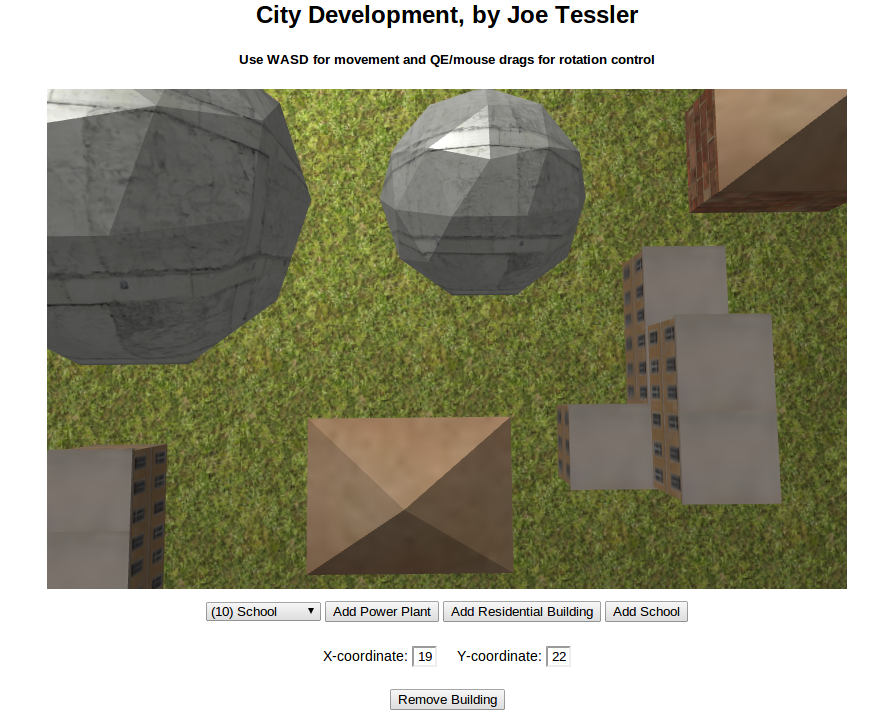 City Development, by Joe Tessler
Use WASD for movement and QE/mouse drags for rotation control
(10) School Add Power Plant Add Residential Building Add School
X-coordinate: 19 Y-coordinate: 22
Remove Building